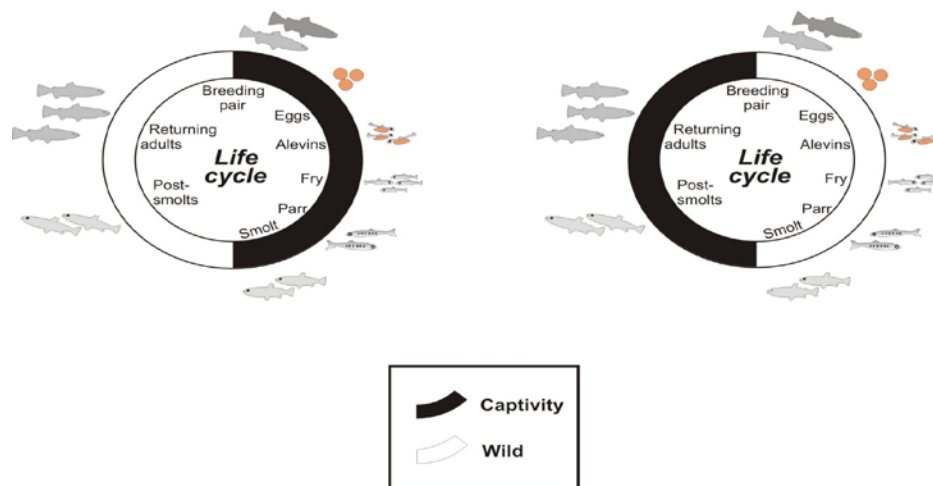 Breeding
pair
Eggs
Returning
adults
Alevins
Life
cycle
Fry
Post-
smolts
Parr
Smolt
Breeding
pair
Eggs
Returning
adults
Alevins
Life
cycle
Fry
Post-
smolts
Parr
Smolt
Captivity
Wild